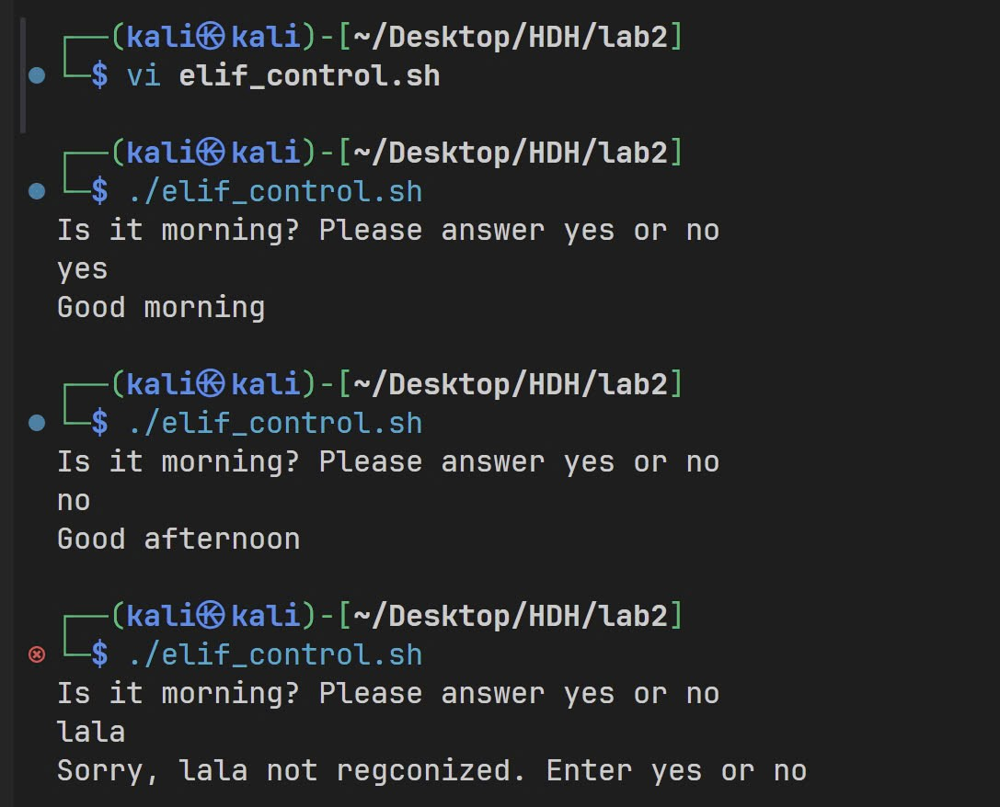 ┌──(kali㉿kali)-[~/Desktop/HDH/lab2]
└─$ vi elif_control.sh
┌──(kali㉿kali)-[~/Desktop/HDH/lab2]
└─$ ./elif_control.sh
Is it morning? Please answer yes or no
yes
Good morning
┌──(kali㉿kali)-[~/Desktop/HDH/lab2]
└─$ ./elif_control.sh
Is it morning? Please answer yes or no
no
Good afternoon
┌──(kali㉿kali)-[~/Desktop/HDH/lab2]
└─$ ./elif_control.sh
Is it morning? Please answer yes or no
lala
Sorry, lala not regconized. Enter yes or no